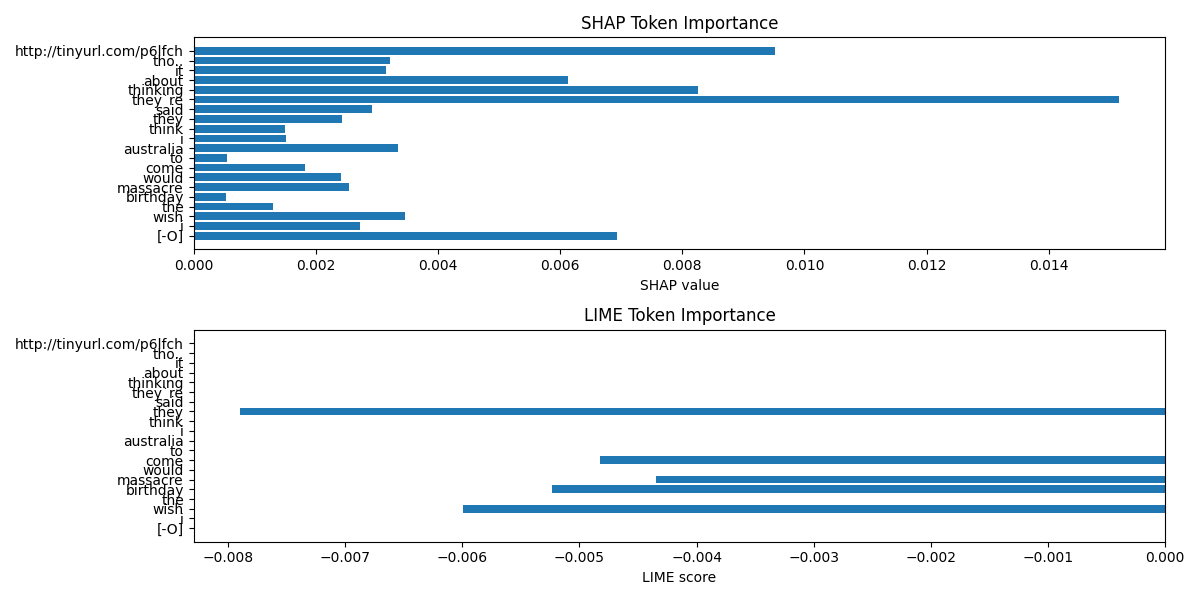 SHAP Token Importance
http://tinyurl.com/p6lfch
tho..
if
about
thinking
they_re
said
they
think
i
australia
to
come
would
massacre
birthday
the
wish
i
[-O]
0.000 0.002 0.004 0.006 0.008 0.010 0.012 0.014
SHAP value
LIME Token Importance
http://tinyurl.com/p6lfch
tho..
if
about
thinking
they_re
said
they
think
i
australia
to
come
would
massacre
birthday
the
wish
i
[-O]
−0.008 −0.007 −0.006 −0.005 −0.004 −0.003 −0.002 −0.001 0.000
LIME score